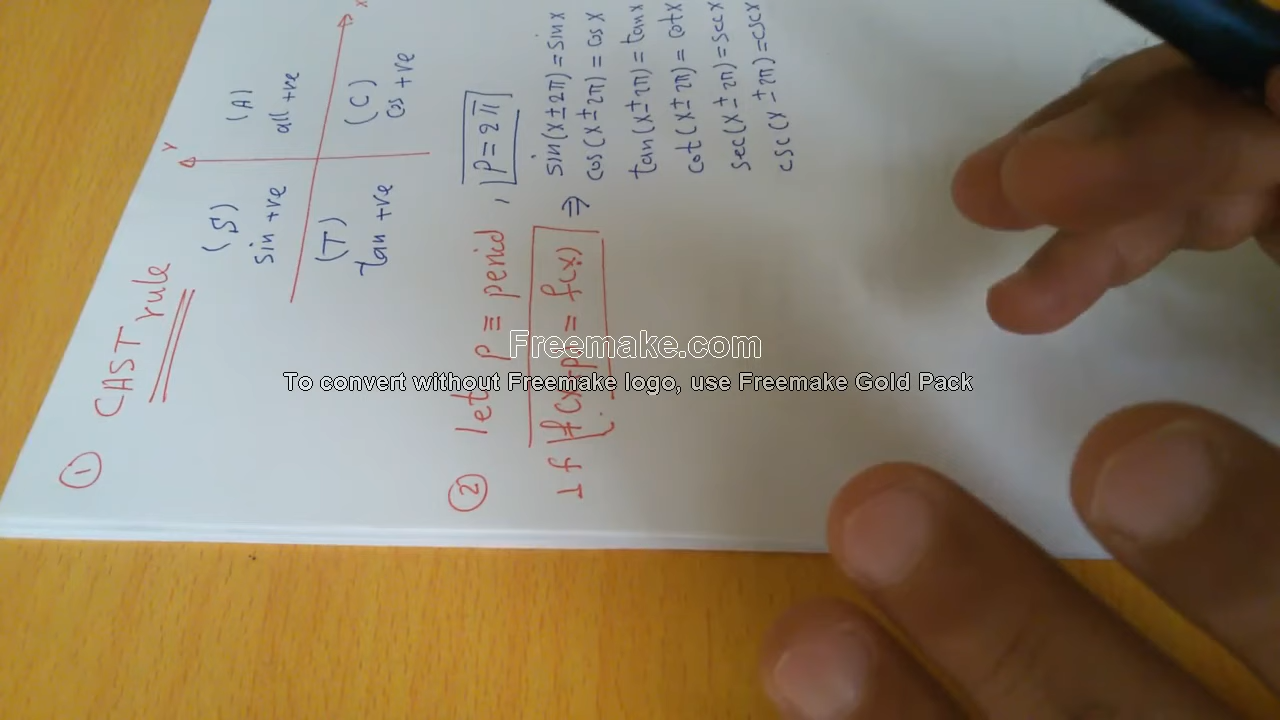 ① CAST rule
Y
X
(S)
sin +ve
(A)
all +ve
(T)
tan +ve
(C)
cos +ve
② let P ≡ period , P = 2π
If f(x+p) = f(x) ⇒ sin(x ± 2π) = sin x
cos(x ± 2π) = cos x
tan(x ± 2π) = tan x
cot(x ± 2π) = cot x
sec(x ± 2π) = sec x
csc(x ± 2π) = csc x
Freemake.com
To convert without Freemake logo, use Freemake Gold Pack